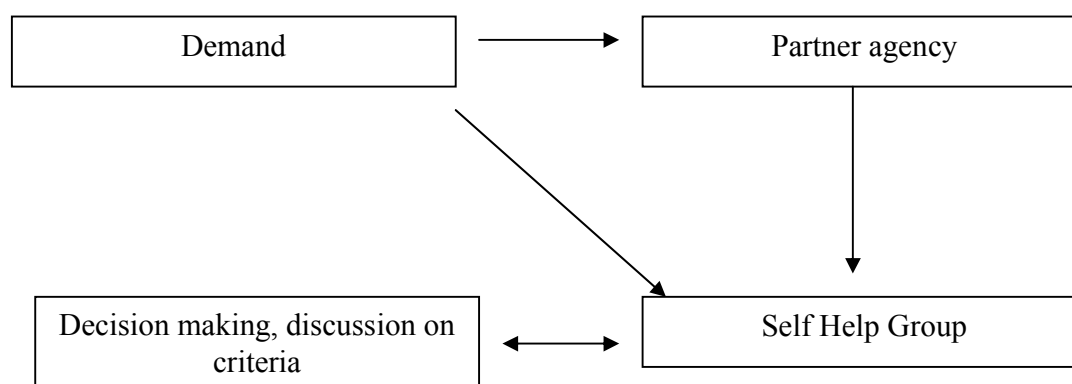 Demand
Partner agency
Decision making, discussion on
criteria
Self Help Group